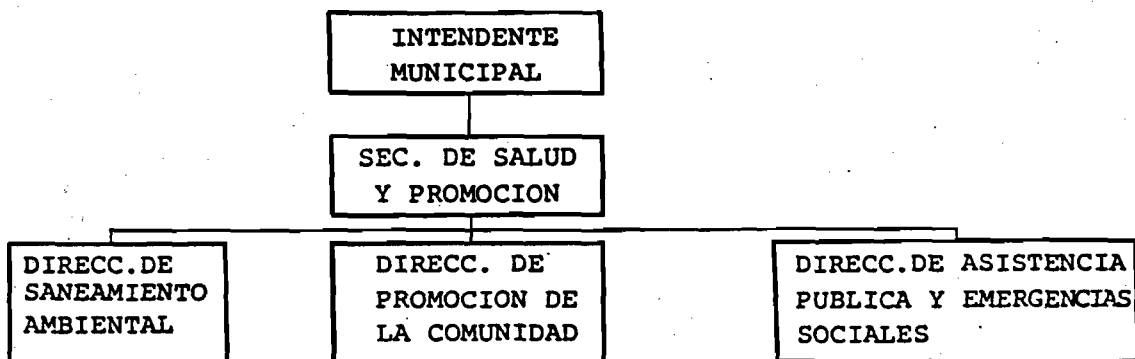 INTENDENTE
MUNICIPAL
SEC. DE SALUD
Y PROMOCION
DIRECC.DE
SANEAMIENTO
AMBIENTAL
DIRECC. DE
PROMOCION DE
LA COMUNIDAD
DIRECC.DE ASISTENCIA
PUBLICA Y EMERGENCIAS
SOCIALES